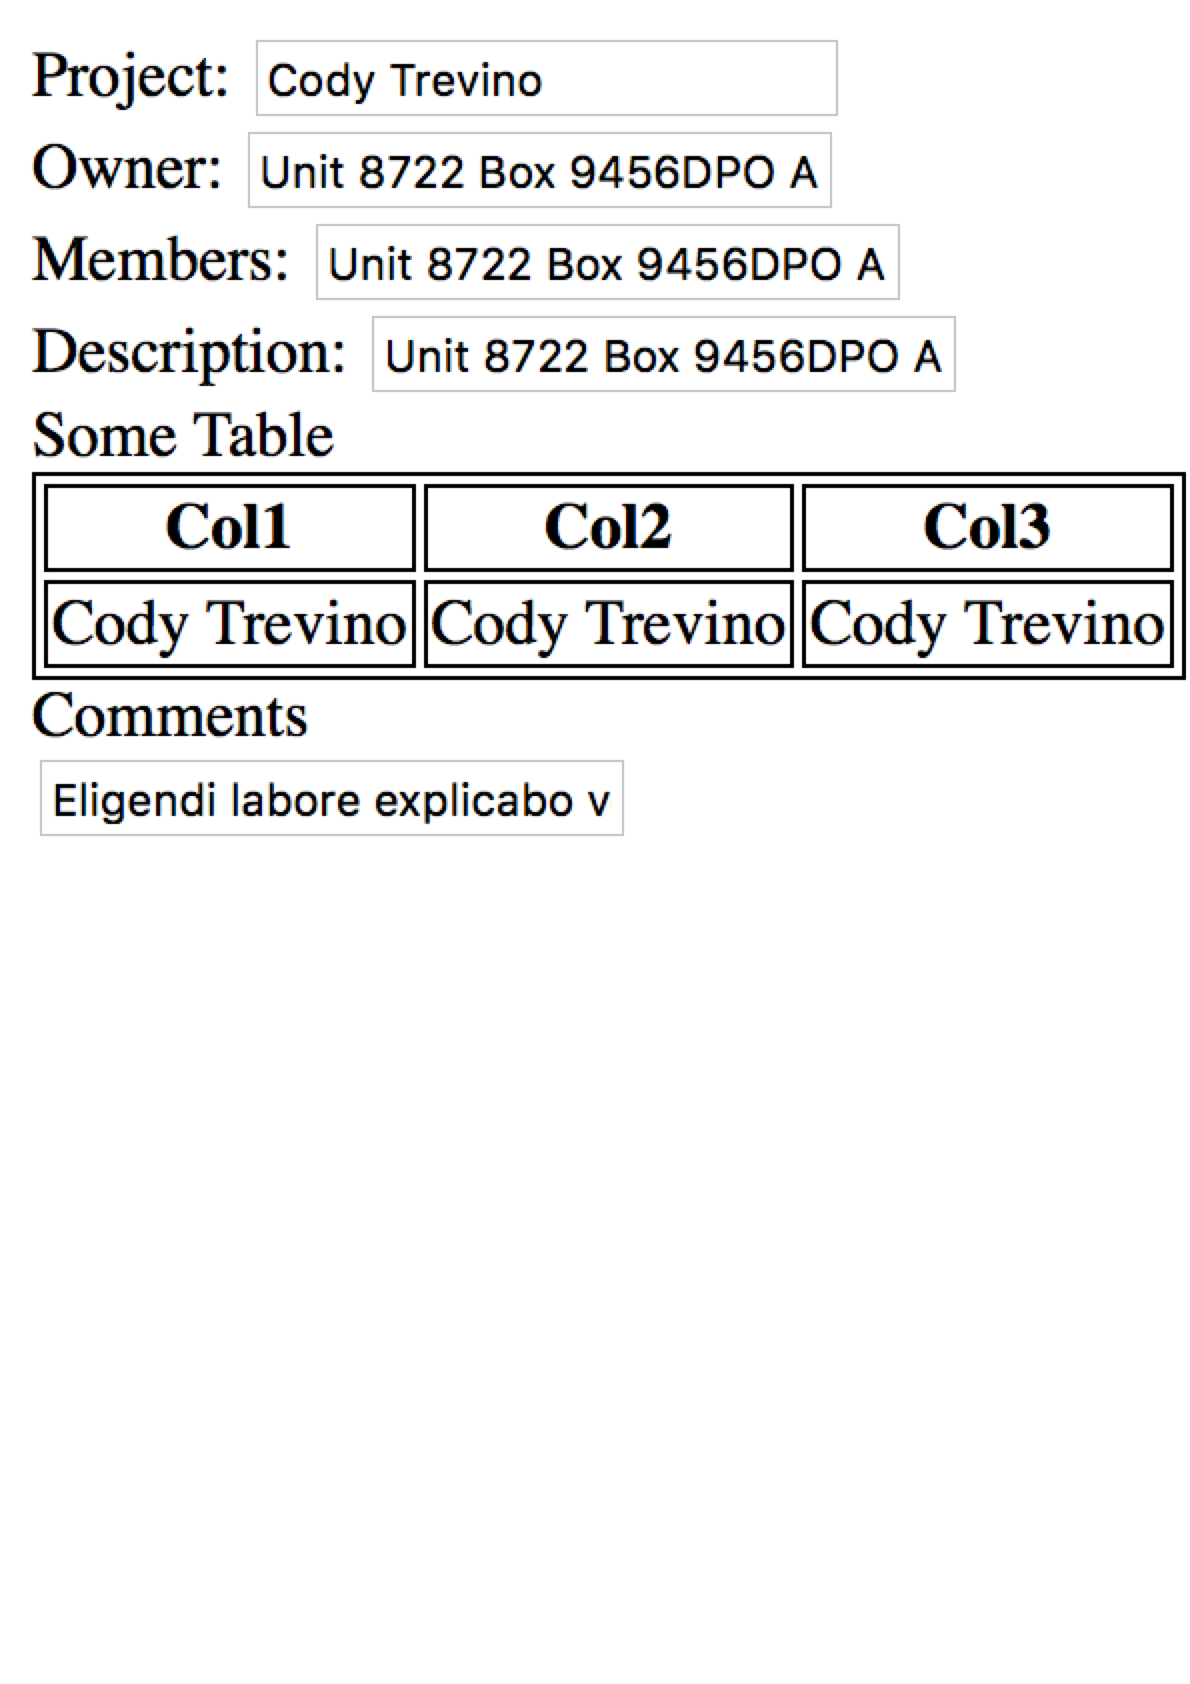 Project: Cody Trevino
Owner: Unit 8722 Box 9456DPO A
Members: Unit 8722 Box 9456DPO A
Description: Unit 8722 Box 9456DPO A
Some Table
Col1 Col2 Col3
Cody Trevino Cody Trevino Cody Trevino
Comments
Eligendi labore explicabo v